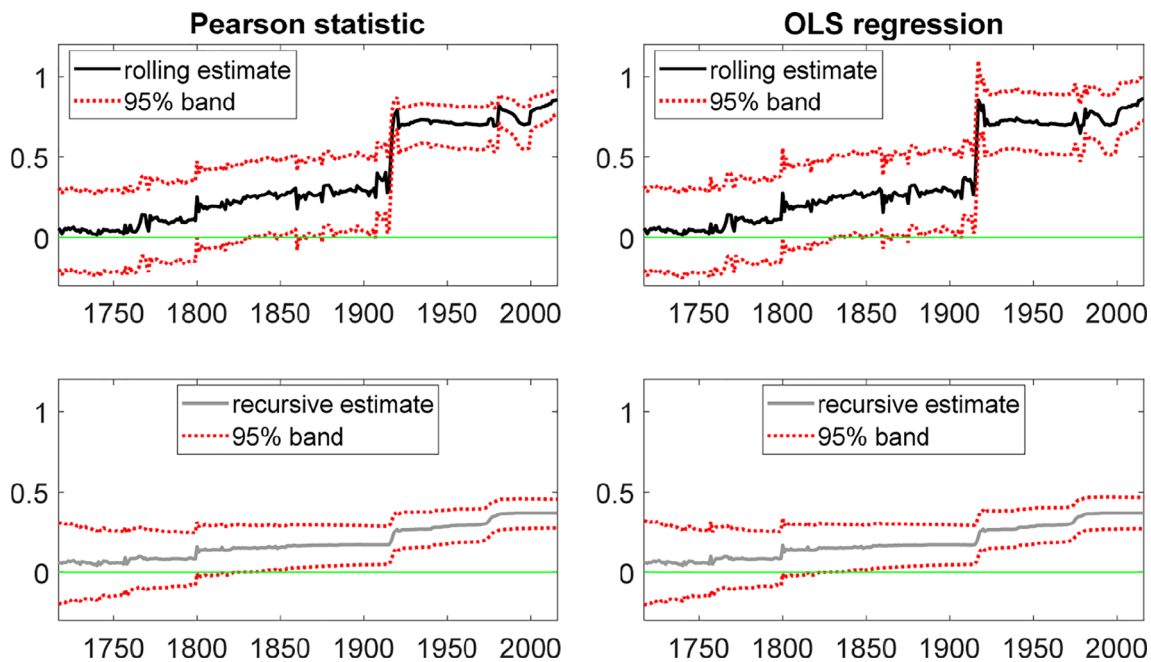 Pearson statistic
OLS regression
rolling estimate
95% band
1
0.5
0
1750 1800 1850 1900 1950 2000
rolling estimate
95% band
1
0.5
0
1750 1800 1850 1900 1950 2000
recursive estimate
95% band
1
0.5
0
1750 1800 1850 1900 1950 2000
recursive estimate
95% band
1
0.5
0
1750 1800 1850 1900 1950 2000